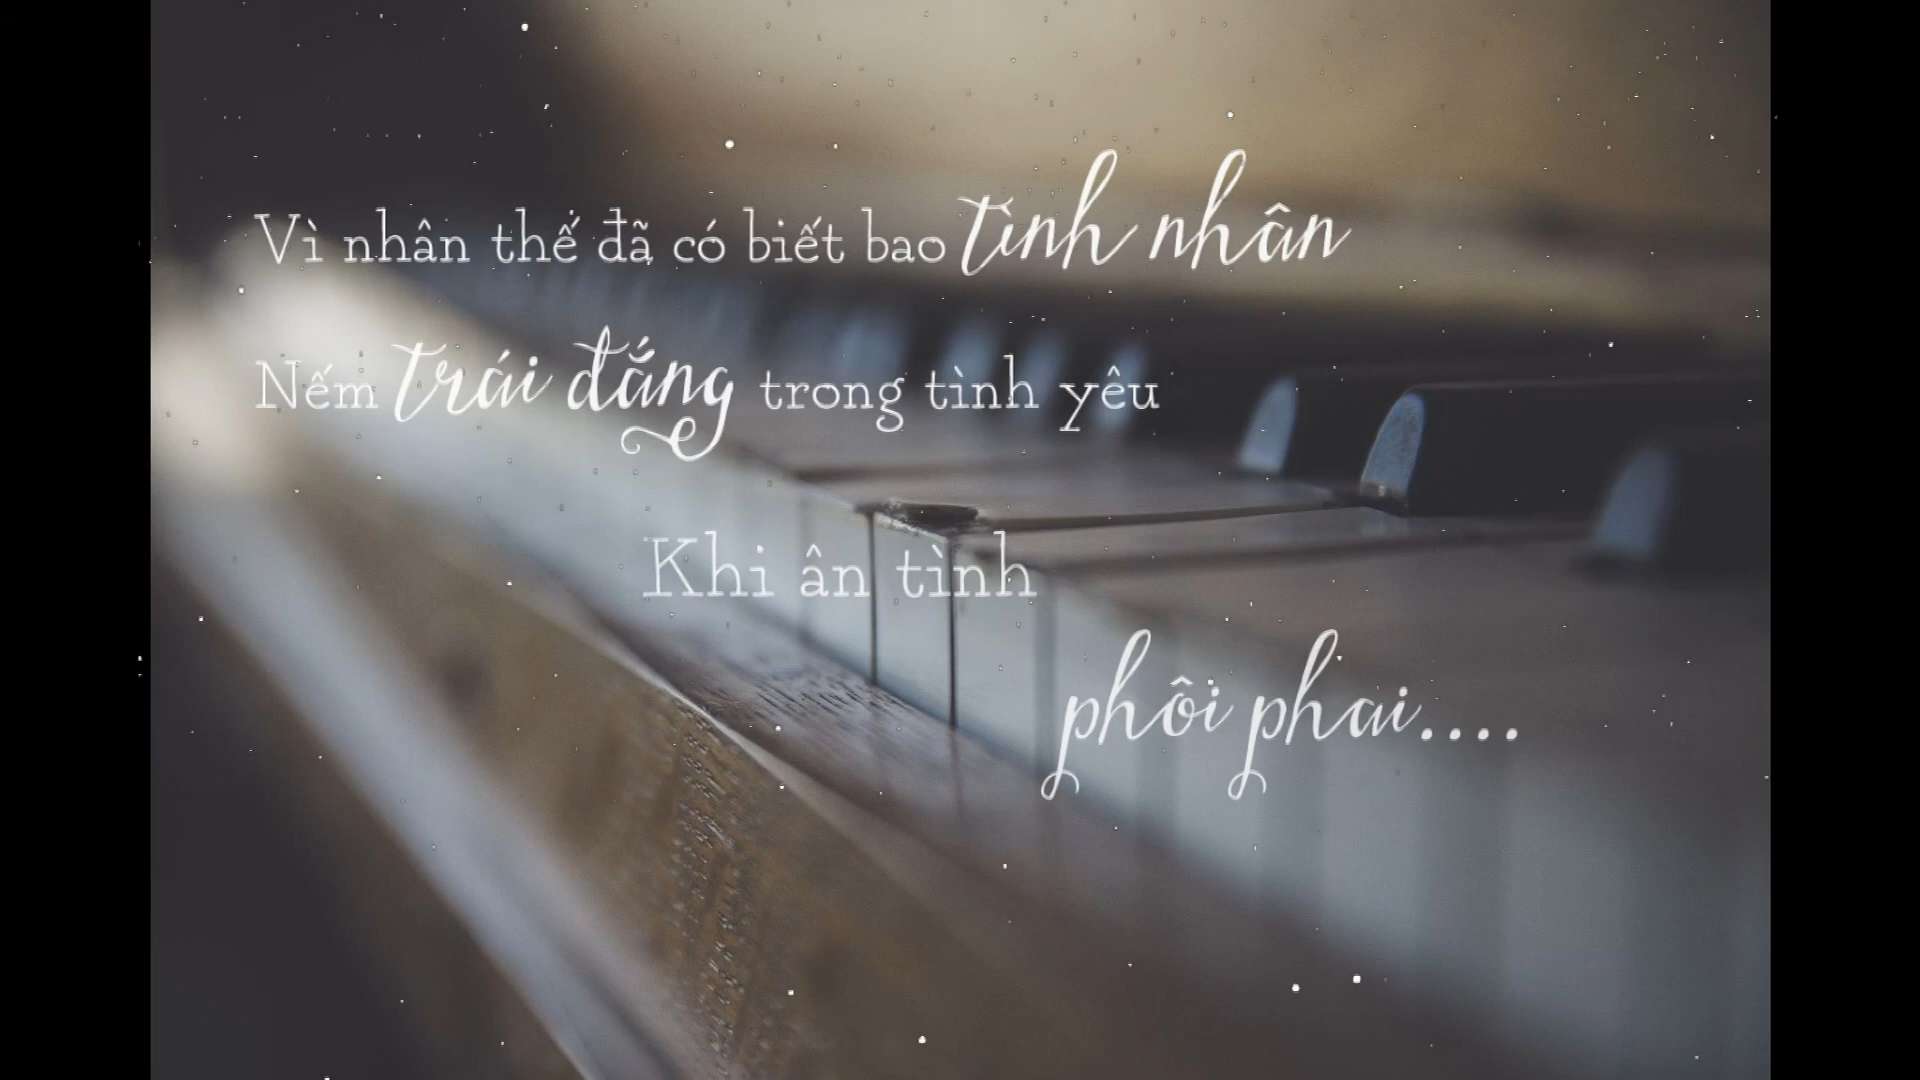 Vì nhân thế đã có biết bao tình nhân
Nếm trái đắng trong tình yêu
Khi ân tình
phôi phai....